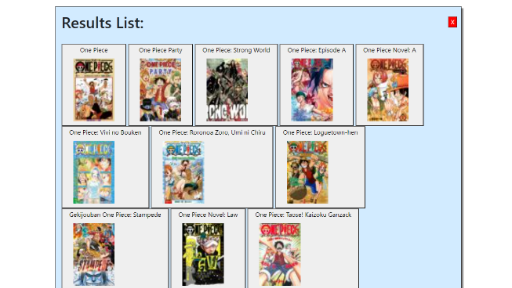 Results List:
x
One Piece
One Piece Party
One Piece: Strong World
One Piece: Episode A
One Piece Novel: A
One Piece: Vivi no Bouken
One Piece: Roronoa Zoro, Umi ni Chiru
One Piece: Loguetown-hen
Gekijouban One Piece: Stampede
One Piece Novel: Law
One Piece: Taose! Kaizoku Ganzack